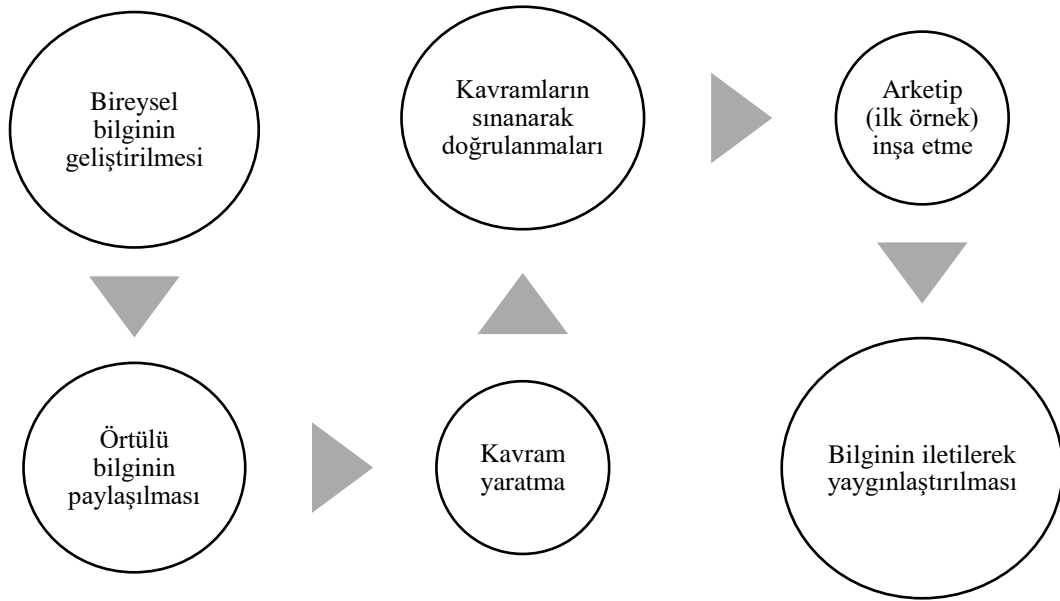 Bireysel
bilginin
geliştirilmesi
Örtülü
bilginin
paylaşılması
Kavram
yaratma
Kavramların
sınanarak
doğrulanmaları
Arketip
(ilk örnek)
inşa etme
Bilginin iletilerek
yaygınlaştırılması